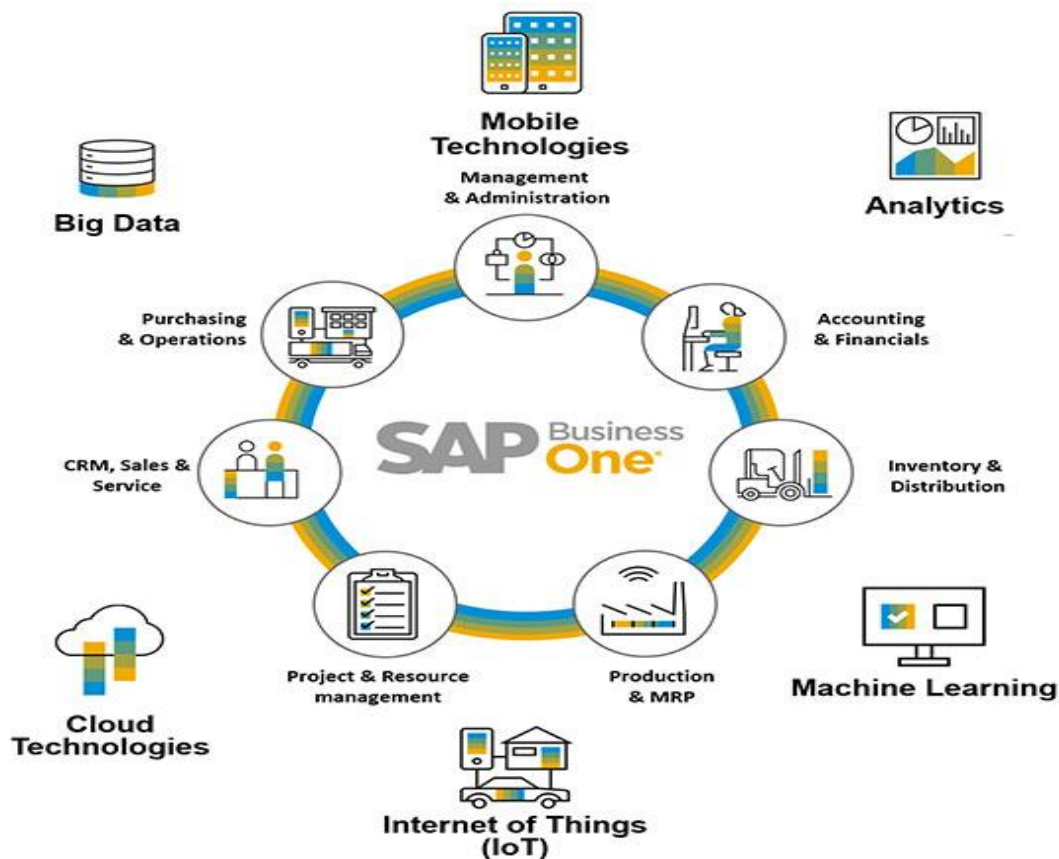 Mobile
Technologies
Management
& Administration
Big Data
Analytics
Purchasing
& Operations
Accounting
& Financials
SAP Business
One
CRM, Sales &
Service
Inventory &
Distribution
Project & Resource
management
Production
& MRP
Machine Learning
Cloud
Technologies
Internet of Things
(IoT)